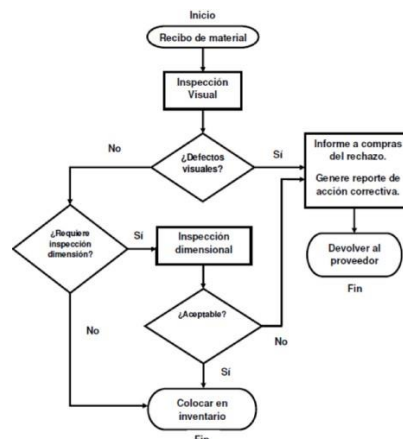 Inicio
Recibo de material
Inspección
Visual
No
¿Defectos
visuales?
Sí
Informe a compras
del rechazo.
Genere reporte de
acción correctiva.
¿Requiere
inspección
dimensión?
Sí
Inspección
dimensional
Devolver al
proveedor
Fin
No
¿Aceptable?
No
Sí
Colocar en
inventario
Fin